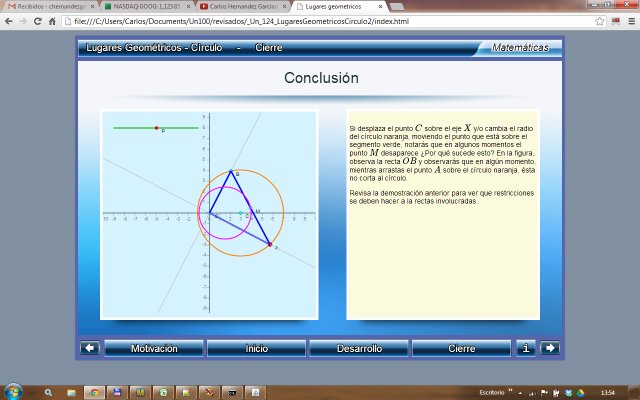 Recibidos - chernandezga
NASDAQ:GOOG: 1,123.05
Carlos Hernandez Garciad
Lugares geometricos
file:///C:/Users/Carlos/Documents/Un100/revisados/_Un_124_LugaresGeometricosCirculo2/index.html
Lugares Geométricos - Círculo - Cierre
Matemáticas
Conclusión
P
B
M
C
A
Si desplaza el punto C sobre el eje X y/o cambia el radio
del círculo naranja, moviendo el punto que está sobre el
segmento verde, notarás que en algunos momentos el
punto M desaparece ¿Por qué sucede esto? En la figura,
observa la recta OB y observarás que en algún momento,
mientras arrastas el punto A sobre el círculo naranja, ésta
no corta al círculo.
Revisa la demostración anterior para ver que restricciones
se deben hacer a la rectas involucradas.
Motivación
Inicio
Desarrollo
Cierre
i
Escritorio
13:54